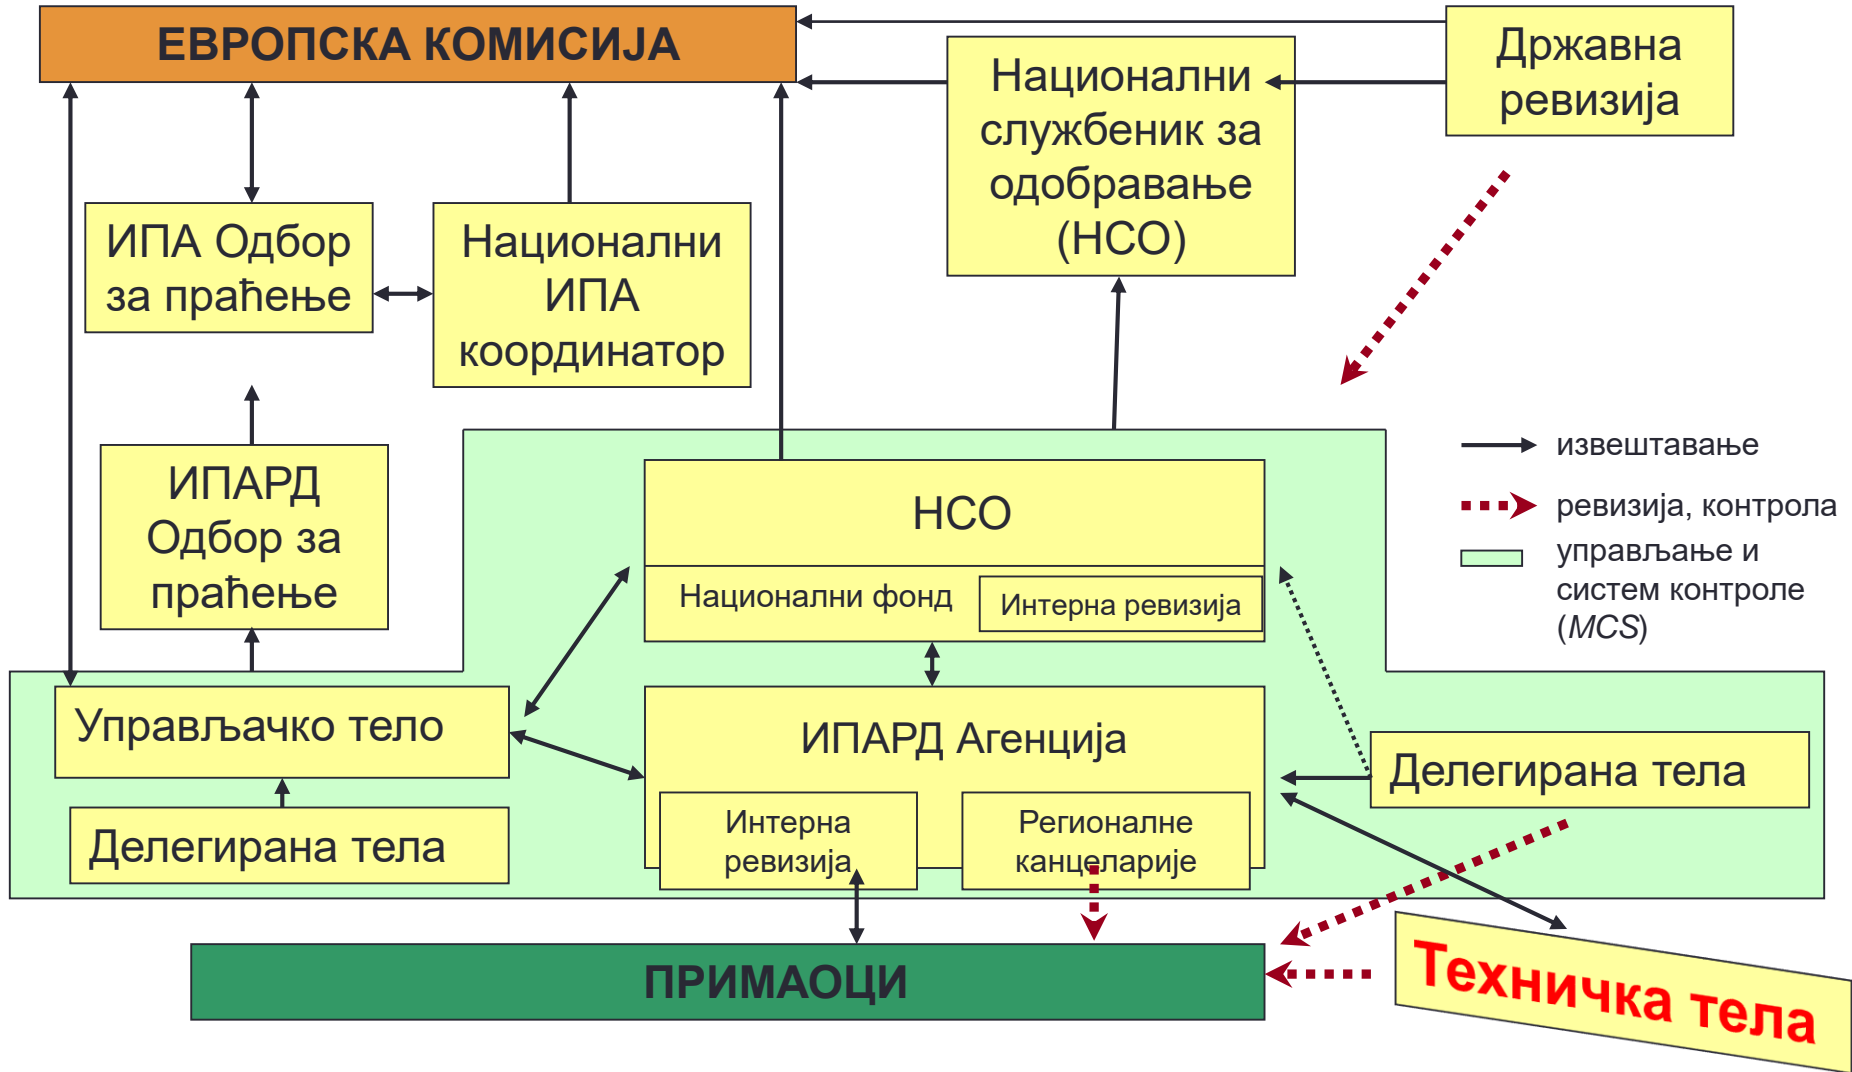 ЕВРОПСКА КОМИСИЈА
Државна
ревизија
Национални
службеник за
одобравање
(НСО)
ИПА Одбор
за праћење
Национални
ИПА
координатор
ИПАРД
Одбор за
праћење
извештавање
ревизија, контрола
управљање и
систем контроле
(MCS)
НСО
Национални фонд
Интерна ревизија
Управљачко тело
Делегирана тела
ИПАРД Агенција
Интерна
ревизија
Регионалне
канцеларије
Делегирана тела
ПРИМАОЦИ
Техничка тела